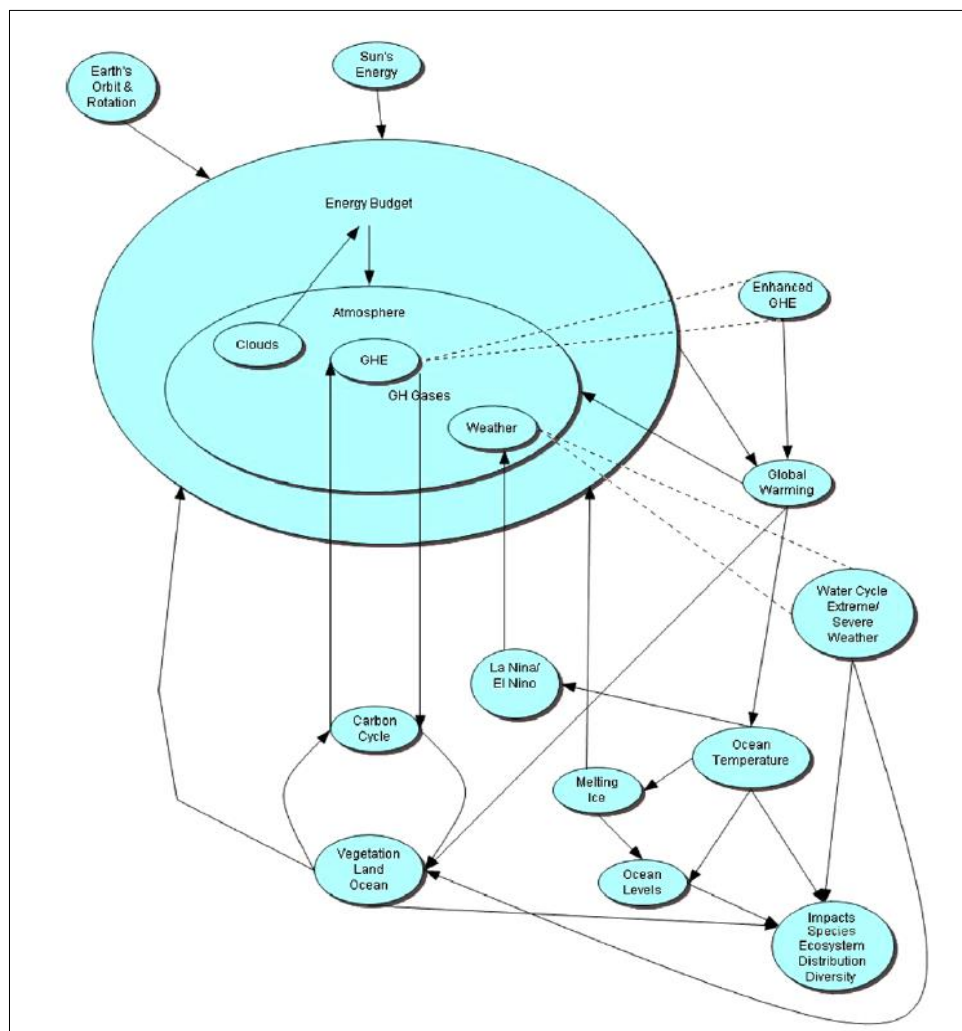 Sun's
Energy
Earth's
Orbit &
Rotation
Energy Budget
Enhanced
GHE
Atmosphere
Clouds
GHE
GH Gases
Weather
Global
Warming
Water Cycle
Extreme/
Severe
Weather
La Nina/
El Nino
Carbon
Cycle
Ocean
Temperature
Melting
Ice
Vegetation
Land
Ocean
Ocean
Levels
Impacts
Species
Ecosystem
Distribution
Diversity